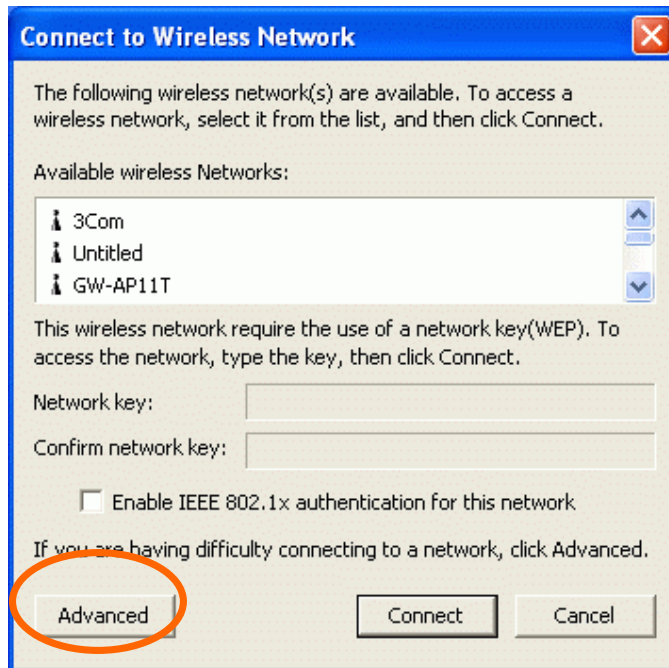 Connect to Wireless Network
The following wireless network(s) are available. To access a
wireless network, select it from the list, and then click Connect.
Available wireless Networks:
3Com
Untitled
GW-AP11T
This wireless network require the use of a network key(WEP). To
access the network, type the key, then click Connect.
Network key:
Confirm network key:
Enable IEEE 802.1x authentication for this network
If you are having difficulty connecting to a network, click Advanced.
Advanced Connect Cancel